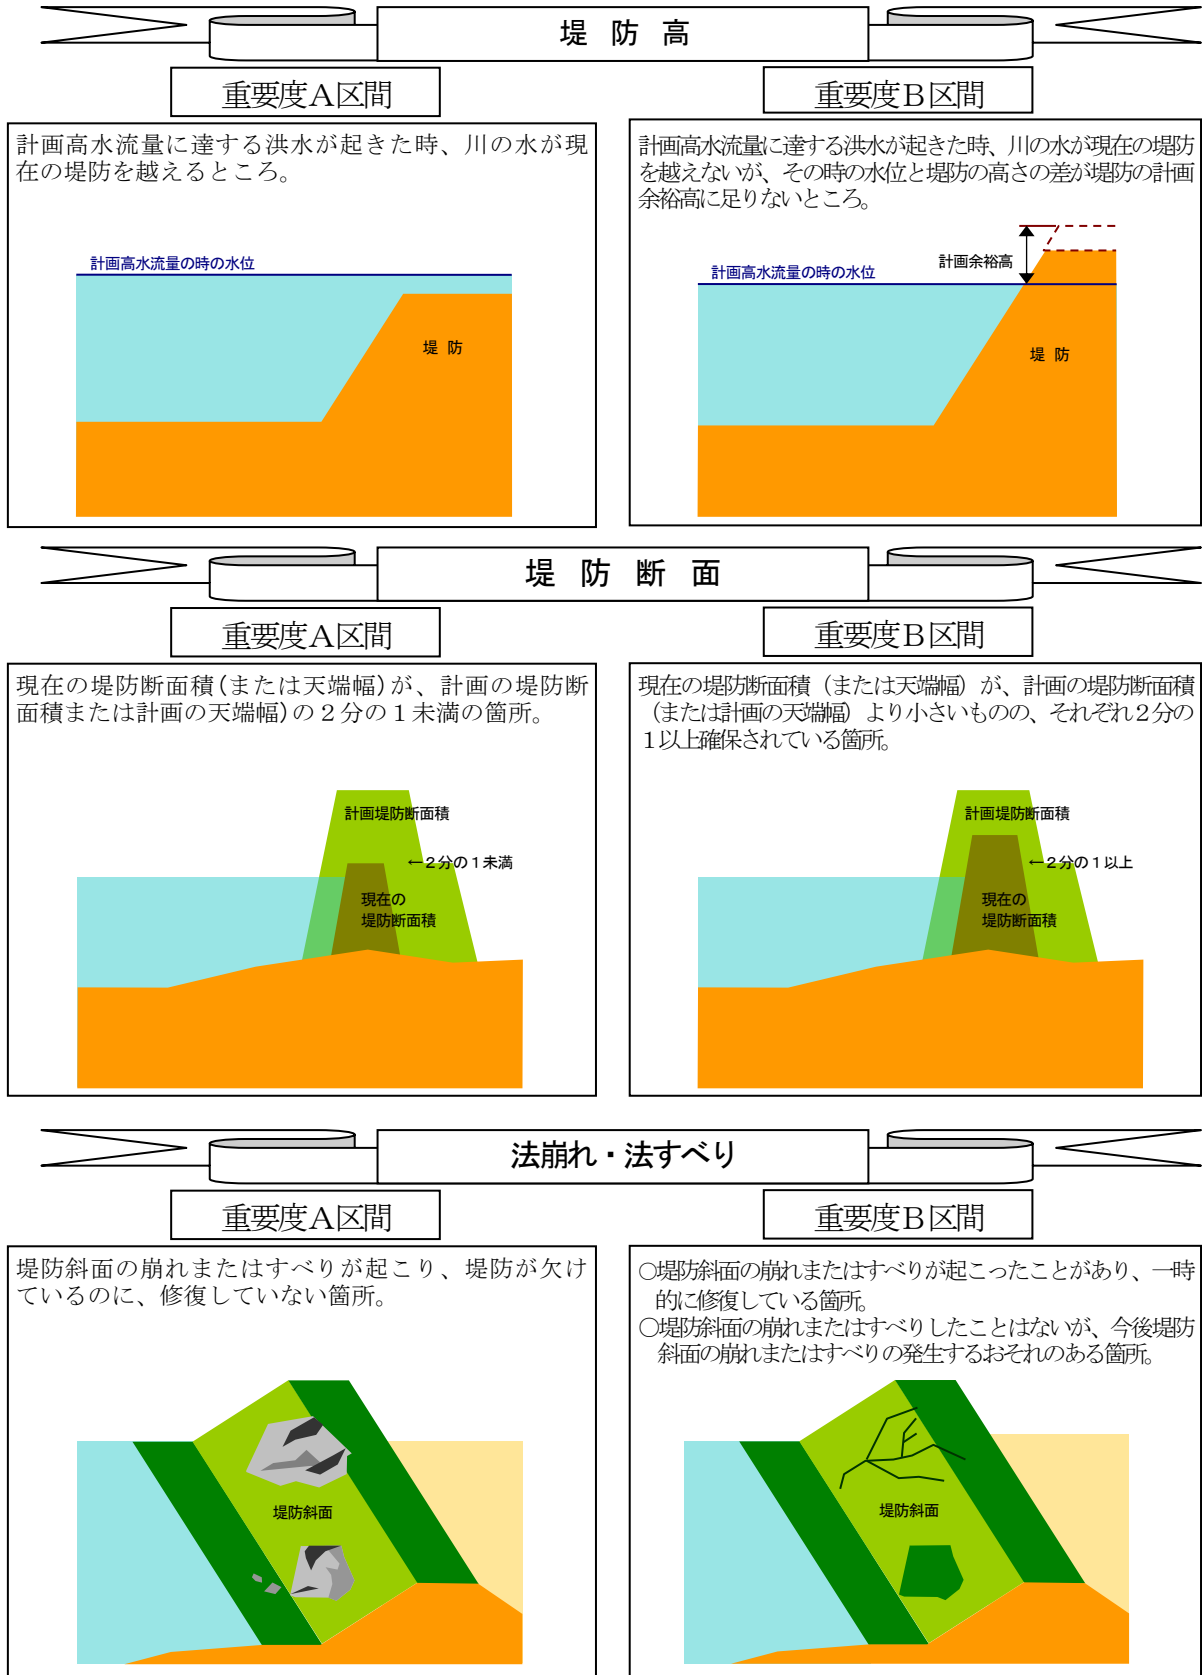 堤防高
重要度A区間
計画高水流量に達する洪水が起きた時、川の水が現
在の堤防を越えるところ。
計画高水流量の時の水位
堤 防
重要度B区間
計画高水流量に達する洪水が起きた時、川の水が現在の堤防
を越えないが、その時の水位と堤防の高さの差が堤防の計画
余裕高に足りないところ。
計画余裕高
計画高水流量の時の水位
堤 防
堤防断面
重要度A区間
現在の堤防断面積(または天端幅)が、計画の堤防断
面積または計画の天端幅)の2分の1未満の箇所。
計画堤防断面積
←2分の1未満
現在の
堤防断面積
重要度B区間
現在の堤防断面積(または天端幅)が、計画の堤防断面積
(または計画の天端幅)より小さいものの、それぞれ2分の
1以上確保されている箇所。
計画堤防断面積
←2分の1以上
現在の
堤防断面積
法崩れ・法すべり
重要度A区間
堤防斜面の崩れまたはすべりが起こり、堤防が欠け
ているのに、修復していない箇所。
堤防斜面
重要度B区間
○堤防斜面の崩れまたはすべりが起こったことがあり、一時
的に修復している箇所。
○堤防斜面の崩れまたはすべりしたことはないが、今後堤防
斜面の崩れまたはすべりの発生するおそれのある箇所。
堤防斜面